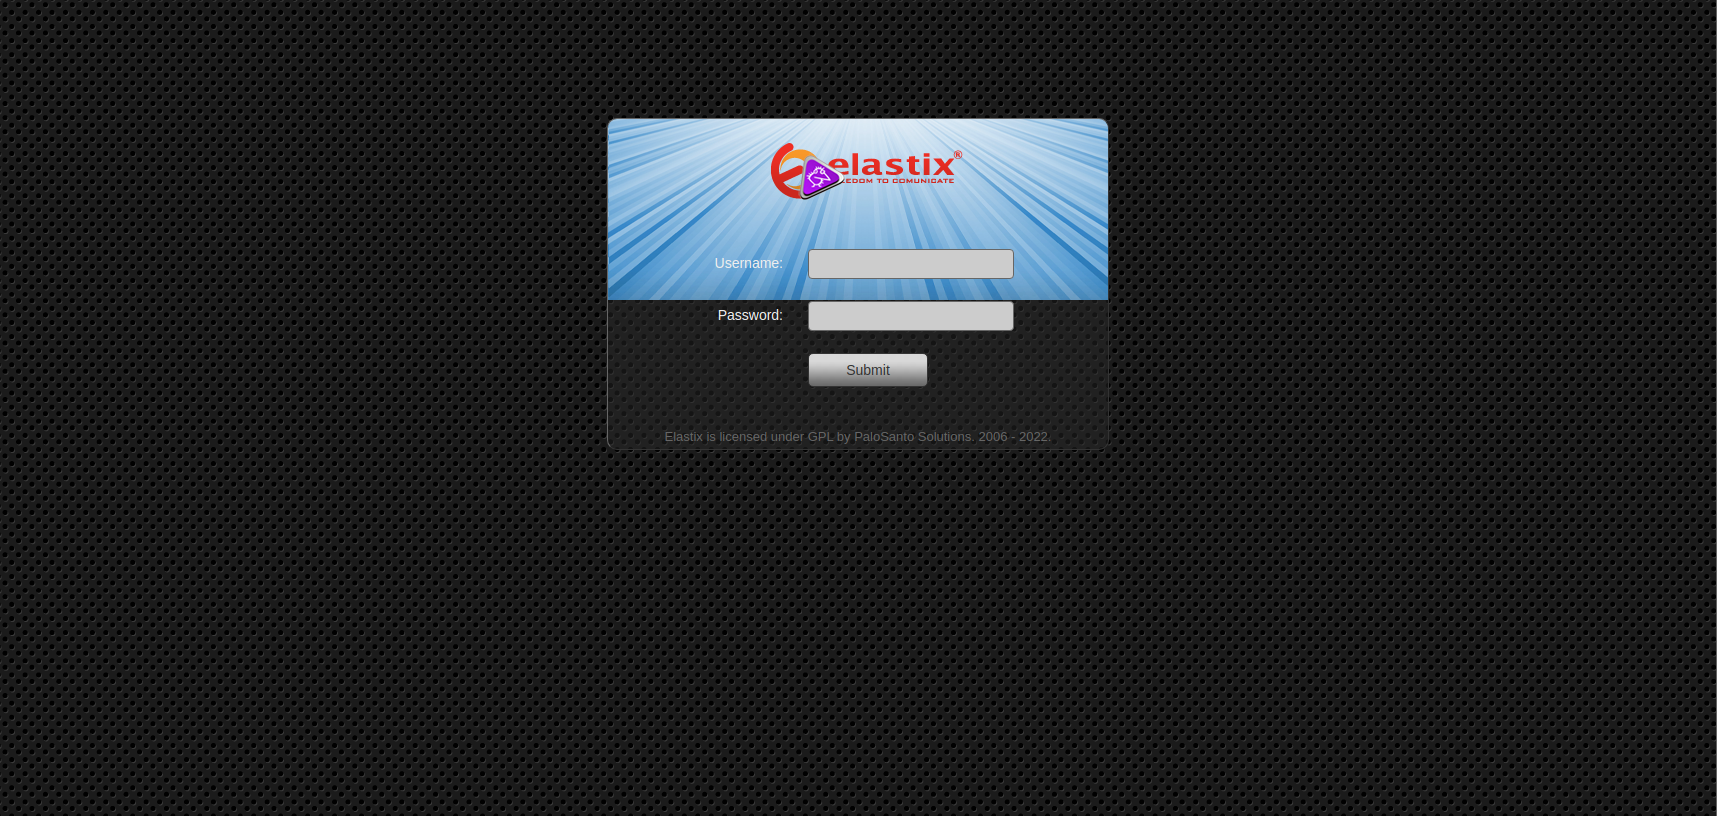 elastix®
EDOM TO COMUNICATE
Username:
Password:
Submit
Elastix is licensed under GPL by PaloSanto Solutions. 2006 - 2022.